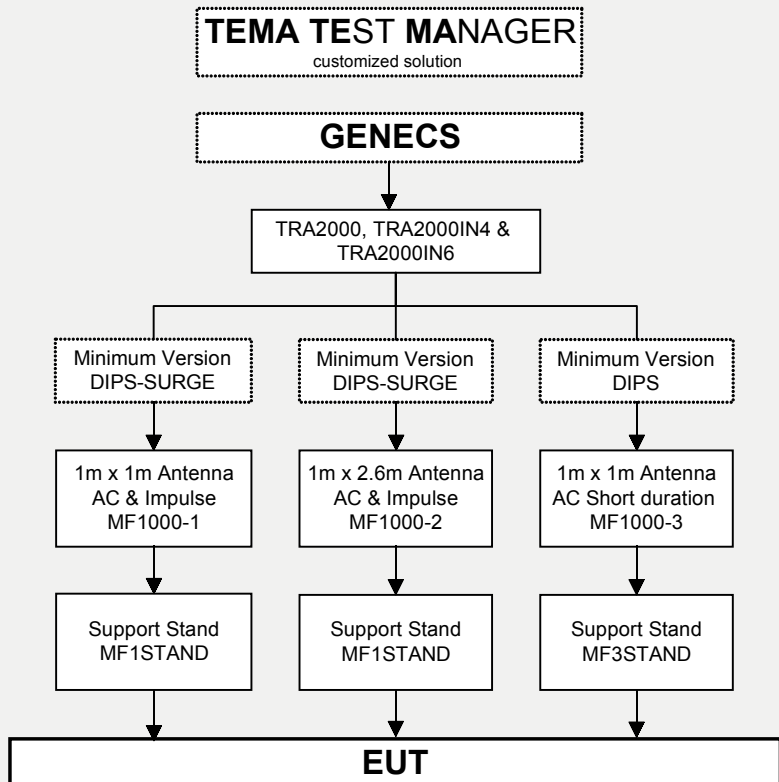 TEMA TEST MANAGER
customized solution
GENECS
TRA2000, TRA2000IN4 &
TRA2000IN6
Minimum Version
DIPS-SURGE
Minimum Version
DIPS-SURGE
Minimum Version
DIPS
1m x 1m Antenna
AC & Impulse
MF1000-1
1m x 2.6m Antenna
AC & Impulse
MF1000-2
1m x 1m Antenna
AC Short duration
MF1000-3
Support Stand
MF1STAND
Support Stand
MF1STAND
Support Stand
MF3STAND
EUT